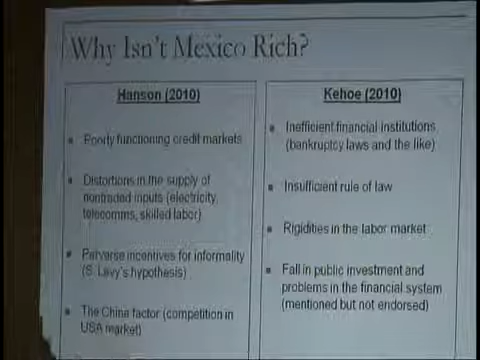 Why Isn't Mexico Rich?
Hanson (2010)
Poorly functioning credit markets
Distortions in the supply of
nontraded inputs (electricity,
telecomms, skilled labor)
Perverse incentives for informality
(S. Levy's hypothesis)
The China factor (competition in
USA market)
Kehoe (2010)
Inefficient financial institutions
(bankruptcy laws and the like)
Insufficient rule of law
Rigidities in the labor market
Fall in public investment and
problems in the financial system
(mentioned but not endorsed)